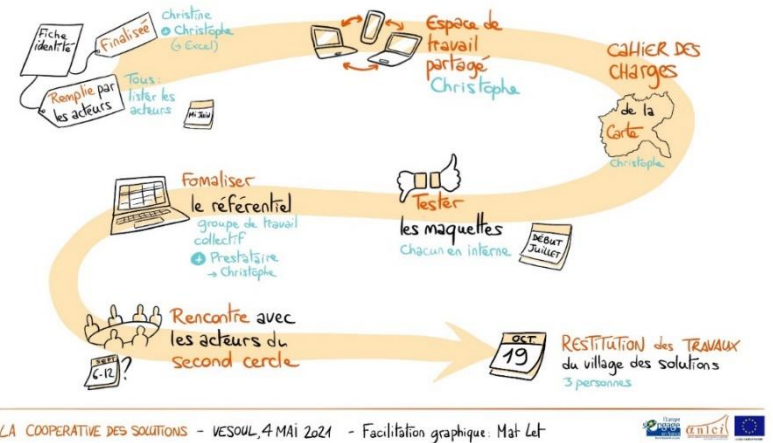 Fiche
identité
Finalisée
Christine
+ Christophe
(→ Excel)
Remplie par
les acteurs
Tous:
lister les
acteurs
Mi Juin
Espace de
travail
partagé
Christophe
CAHIER DES
CHARGES
de la
Carte
Christophe
Tester
les maquettes
Chacun en interne
DÉBUT
JUILLET
Fomaliser
le référentiel
groupe de travail
collectif
+ Prestataire
→ Christophe
Rencontre avec
les acteurs du
second cercle
SEPT
6-12 ?
OCT
19
RESTITUTION des TRAVAUX
du village des solutions
3 personnes
LA COOPERATIVE DES SOLUTIONS - VESOUL, 4 MAI 2021 - Facilitation graphique: Mat Let
l'Europe
engage
anlci